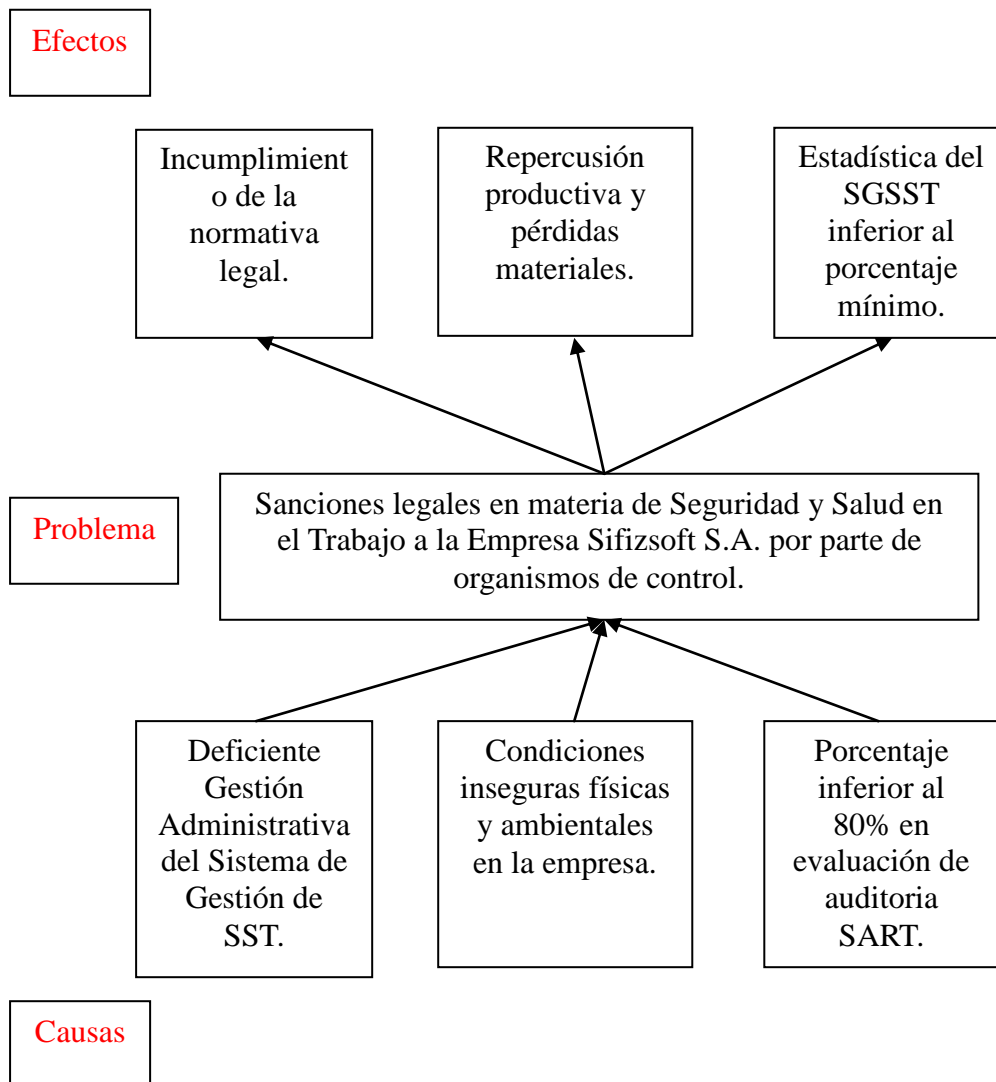 Efectos
Incumplimient
o de la
normativa
legal.
Repercusión
productiva y
pérdidas
materiales.
Estadística del
SGSST
inferior al
porcentaje
mínimo.
Problema
Sanciones legales en materia de Seguridad y Salud en
el Trabajo a la Empresa Sifizsoft S.A. por parte de
organismos de control.
Deficiente
Gestión
Administrativa
del Sistema de
Gestión de
SST.
Condiciones
inseguras físicas
y ambientales
en la empresa.
Porcentaje
inferior al
80% en
evaluación de
auditoria
SART.
Causas